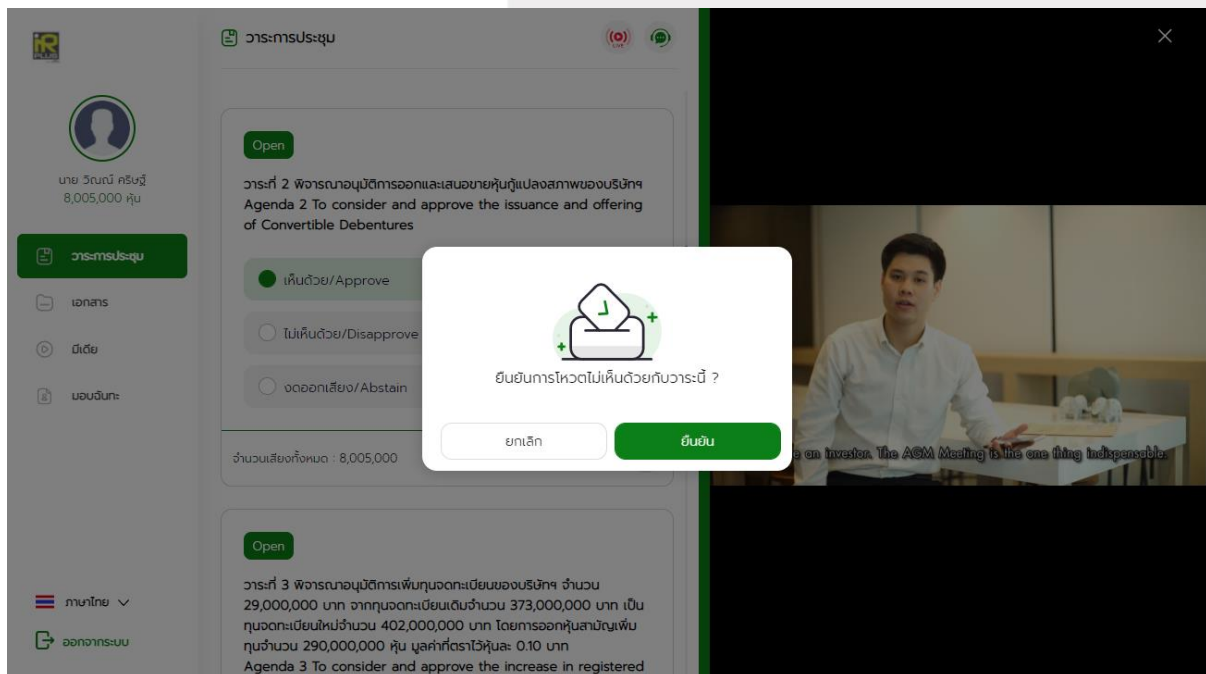 iR
PLUS
นาย วิณณ์ ศริษฐ์
8,005,000 หุ้น
วาระการประชุม
เอกสาร
มีเดีย
มอบฉันทะ
ภาษาไทย
ออกจากระบบ
วาระการประชุม
LIVE
Open
วาระที่ 2 พิจารณาอนุมัติการออกและเสนอขายหุ้นกู้แปลงสภาพของบริษัทฯ
Agenda 2 To consider and approve the issuance and offering
of Convertible Debentures
เห็นด้วย/Approve
ไม่เห็นด้วย/Disapprove
งดออกเสียง/Abstain
จำนวนเสียงทั้งหมด : 8,005,000
ยืนยันการโหวตไม่เห็นด้วยกับวาระนี้ ?
ยกเลิก
ยืนยัน
Open
วาระที่ 3 พิจารณาอนุมัติการเพิ่มทุนจดทะเบียนของบริษัทฯ จำนวน
29,000,000 บาท จากทุนจดทะเบียนเดิมจำนวน 373,000,000 บาท เป็น
ทุนจดทะเบียนใหม่จำนวน 402,000,000 บาท โดยการออกหุ้นสามัญเพิ่ม
ทุนจำนวน 290,000,000 หุ้น มูลค่าที่ตราไว้หุ้นละ 0.10 บาท
Agenda 3 To consider and approve the increase in registered
an investor. The AGM Meeting is the one thing indispensable.